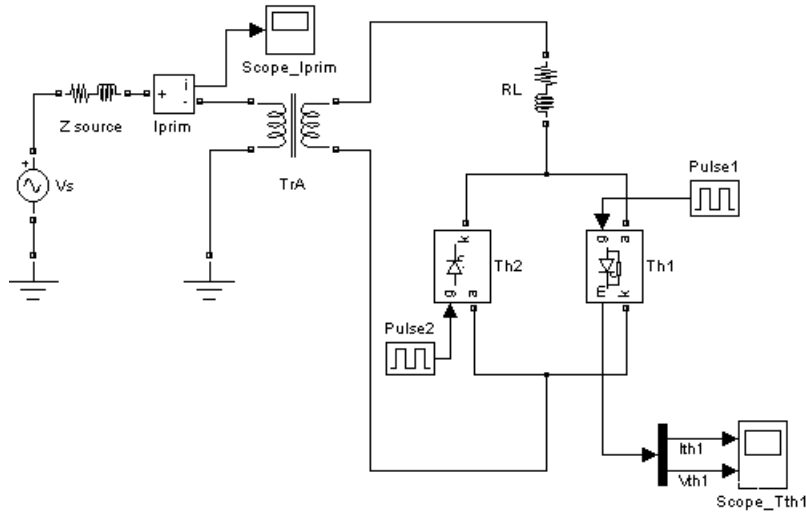 Scope_Iprim
+
i
-
Z source
Iprim
RL
+
Vs
TrA
Pulse1
k
g
a
Th2
g
a
Th1
m
k
Pulse2
Ith1
Vth1
Scope_Tth1